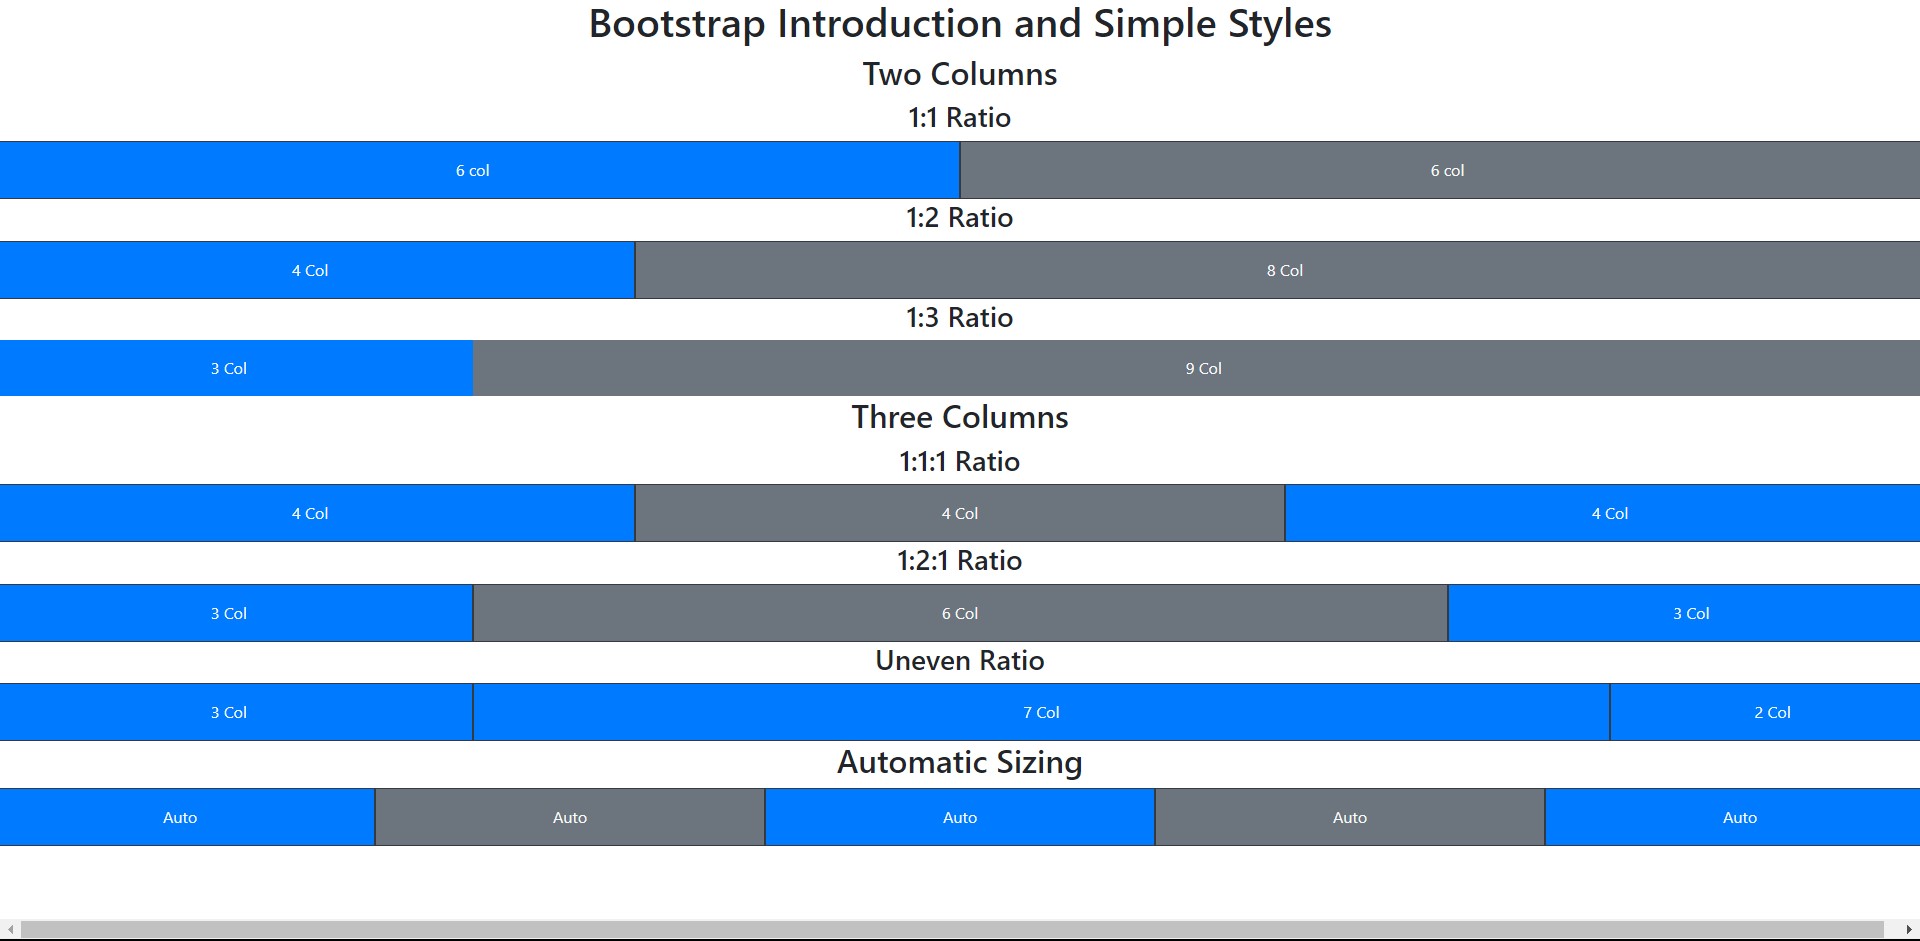 Bootstrap Introduction and Simple Styles
Two Columns
1:1 Ratio
6 col 6 col
1:2 Ratio
4 Col 8 Col
1:3 Ratio
3 Col 9 Col
Three Columns
1:1:1 Ratio
4 Col 4 Col 4 Col
1:2:1 Ratio
3 Col 6 Col 3 Col
Uneven Ratio
3 Col 7 Col 2 Col
Automatic Sizing
Auto Auto Auto Auto Auto